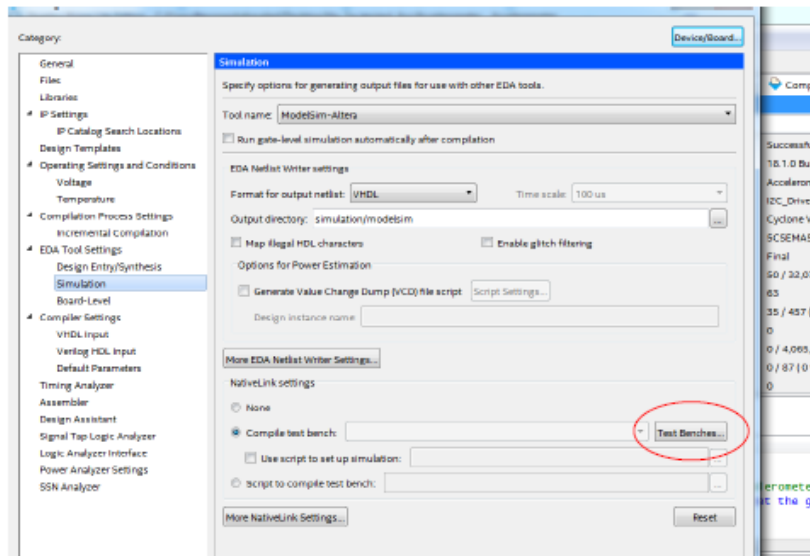 Category:
Device/Board...
General
Files
Libraries
IP Settings
IP Catalog Search Locations
Design Templates
Operating Settings and Conditions
Voltage
Temperature
Compilation Process Settings
Incremental Compilation
EDA Tool Settings
Design Entry/Synthesis
Simulation
Board-Level
Compiler Settings
VHDL Input
Verilog HDL Input
Default Parameters
Timing Analyzer
Assembler
Design Assistant
Signal Tap Logic Analyzer
Logic Analyzer Interface
Power Analyzer Settings
SSN Analyzer
Simulation
Specify options for generating output files for use with other EDA tools.
Tool name: ModelSim-Altera
Run gate-level simulation automatically after compilation
EDA Netlist Writer settings
Format for output netlist: VHDL Time scale: 100 us
Output directory: simulation/modelsim ...
Map illegal HDL characters Enable glitch filtering
Options for Power Estimation
Generate Value Change Dump (VCD) file script Script Settings...
Design instance name:
More EDA Netlist Writer Settings...
NativeLink settings
None
Compile test bench: Test Benches...
Use script to set up simulation: ...
Script to compile test bench: ...
More NativeLink Settings... Reset
Comp
Successf
18.1.0 Bu
Acceleron
I2C_Drive
Cyclone V
5CSEMA5
Final
50 / 32,0
63
35 / 457 (
0
0 / 4,065,
0 / 87 ( 0
0
eromete
t the g